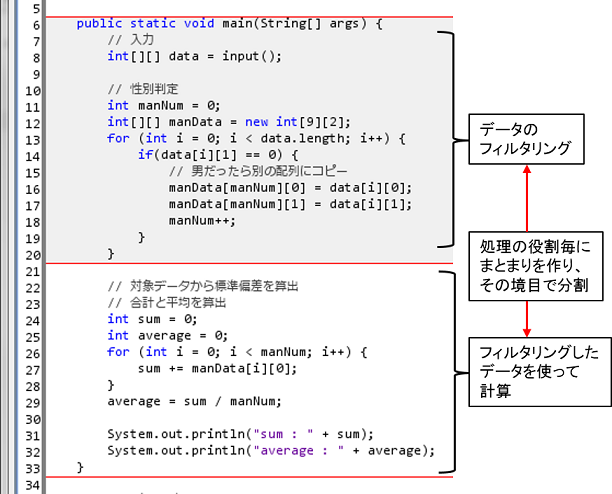 5
6 public static void main(String[] args) {
7 // 入力
8 int[][] data = input();
9
10 // 性別判定
11 int manNum = 0;
12 int[][] manData = new int[9][2];
13 for (int i = 0; i < data.length; i++) {
14 if(data[i][1] == 0) {
15 // 男だったら別の配列にコピー
16 manData[manNum][0] = data[i][0];
17 manData[manNum][1] = data[i][1];
18 manNum++;
19 }
20 }
21
22 // 対象データから標準偏差を算出
23 // 合計と平均を算出
24 int sum = 0;
25 int average = 0;
26 for (int i = 0; i < manNum; i++) {
27 sum += manData[i][0];
28 }
29 average = sum / manNum;
30
31 System.out.println("sum : " + sum);
32 System.out.println("average : " + average);
33 }
34
データの
フィルタリング
処理の役割毎に
まとまりを作り、
その境目で分割
フィルタリングした
データを使って
計算